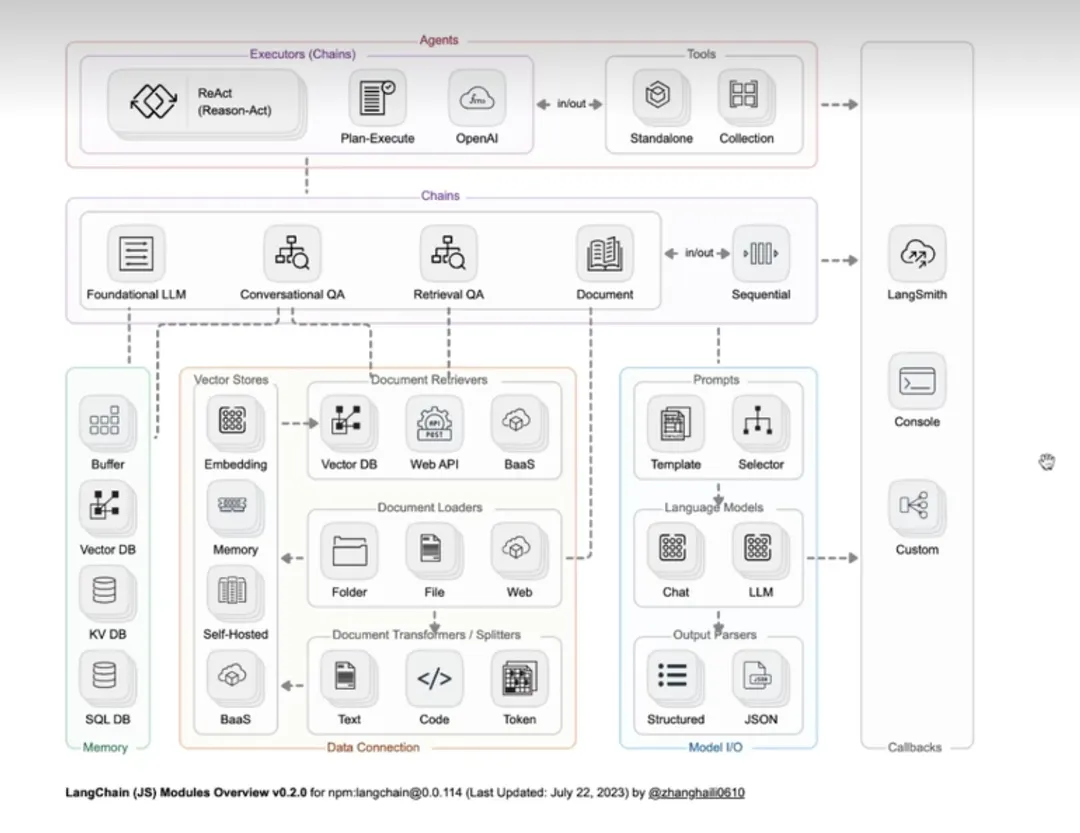 Agents
Executors (Chains)
Tools
ReAct
(Reason-Act)
Plan-Execute
OpenAI
in/out
Standalone
Collection
Chains
Foundational LLM
Conversational QA
Retrieval QA
Document
in/out
Sequential
LangSmith
Console
Custom
Callbacks
Buffer
Vector DB
KV DB
SQL DB
Memory
Vector Stores
Embedding
Memory
Self-Hosted
BaaS
Document Retrievers
Vector DB
API
POST
Web API
BaaS
Document Loaders
Folder
File
Web
Document Transformers / Splitters
Text
</>
Code
Token
Data Connection
Prompts
Template
Selector
Language Models
Chat
LLM
Output Parsers
Structured
JSON
JSON
Model I/O
LangChain (JS) Modules Overview v0.2.0 for npm:langchain@0.0.114 (Last Updated: July 22, 2023) by @zhanghaili0610